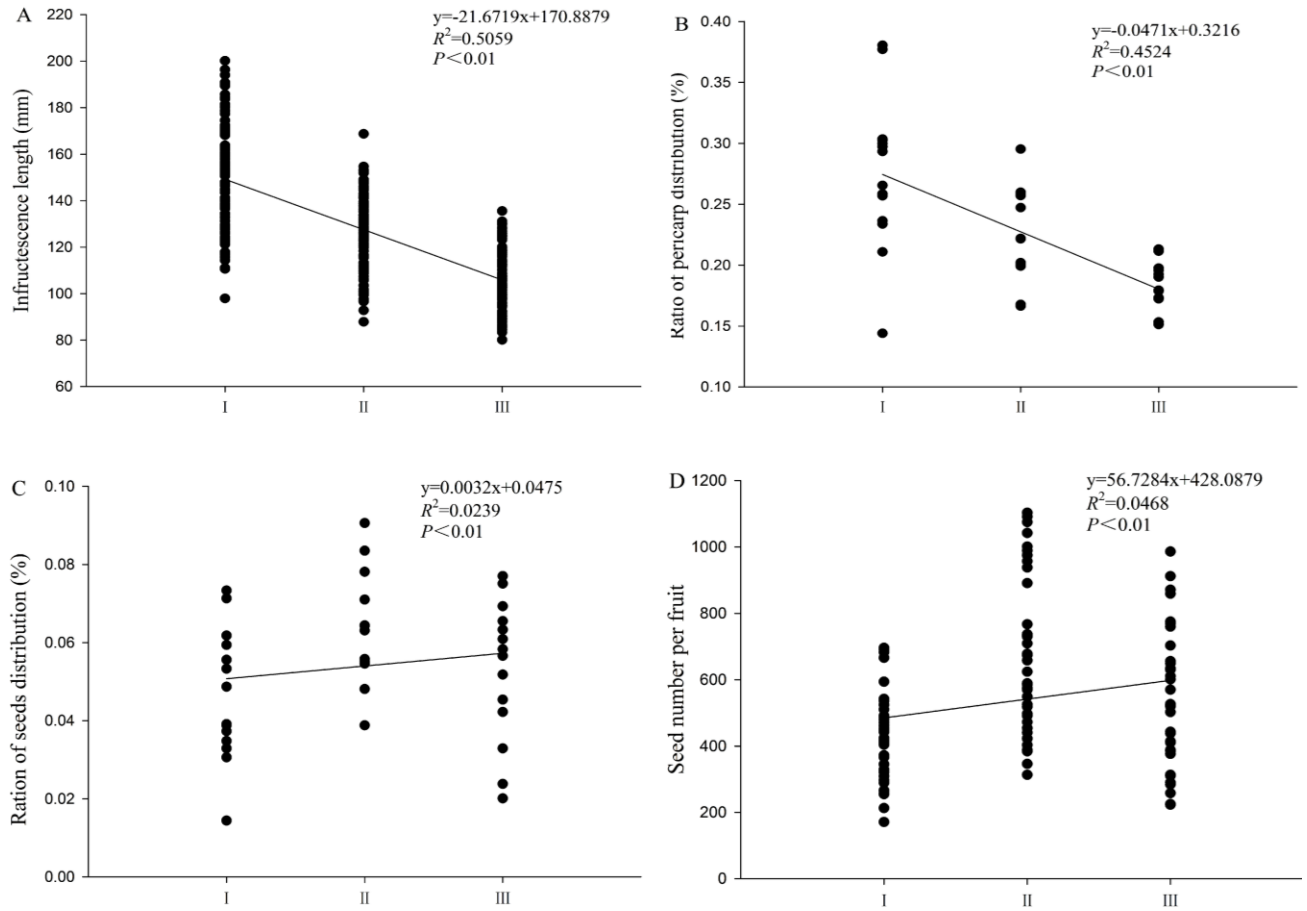 A
y=-21.6719x+170.8879
R²=0.5059
P<0.01
Infructescence length (mm)
220
200
180
160
140
120
100
80
60
I
II
III
B
y=-0.0471x+0.3216
R²=0.4524
P<0.01
Ratio of pericarp distribution (%)
0.40
0.35
0.30
0.25
0.20
0.15
0.10
I
II
III
C
y=0.0032x+0.0475
R²=0.0239
P<0.01
Ration of seeds distribution (%)
0.10
0.08
0.06
0.04
0.02
0.00
I
II
III
D
y=56.7284x+428.0879
R²=0.0468
P<0.01
Seed number per fruit
1200
1000
800
600
400
200
0
I
II
III